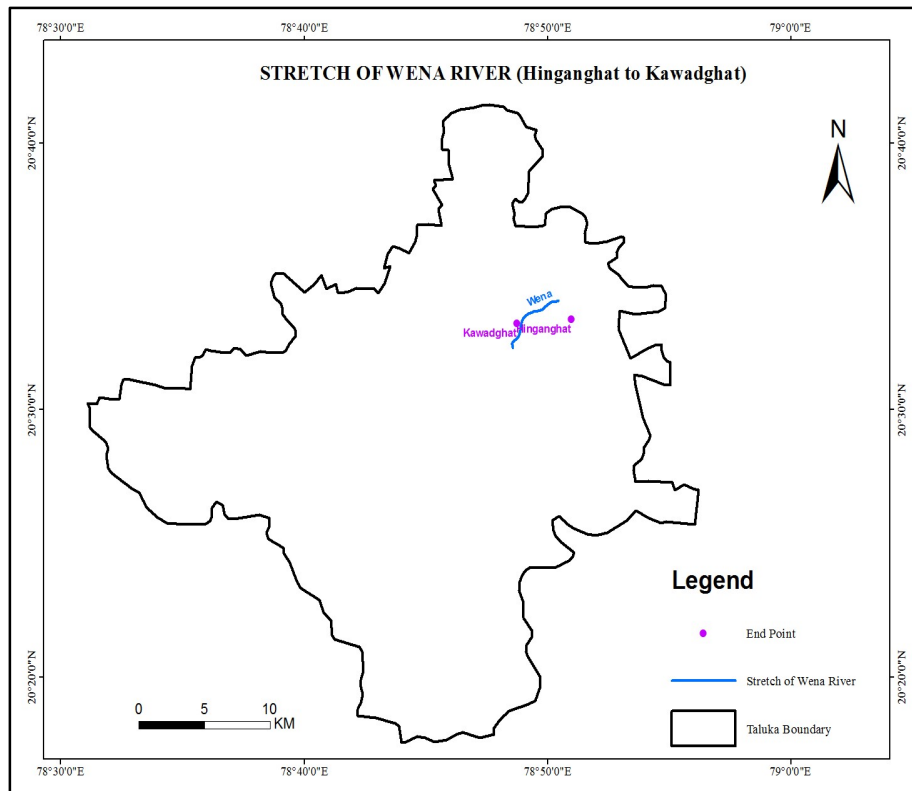 78°30'0"E 78°40'0"E 78°50'0"E 79°0'0"E
STRETCH OF WENA RIVER (Hinganghat to Kawadghat)
N
20°40'0"N 20°40'0"N
Wena
Kawadghat Hinganghat
20°30'0"N 20°30'0"N
Legend
End Point
Stretch of Wena River
Taluka Boundary
20°20'0"N 20°20'0"N
0 5 10
KM
78°30'0"E 78°40'0"E 78°50'0"E 79°0'0"E